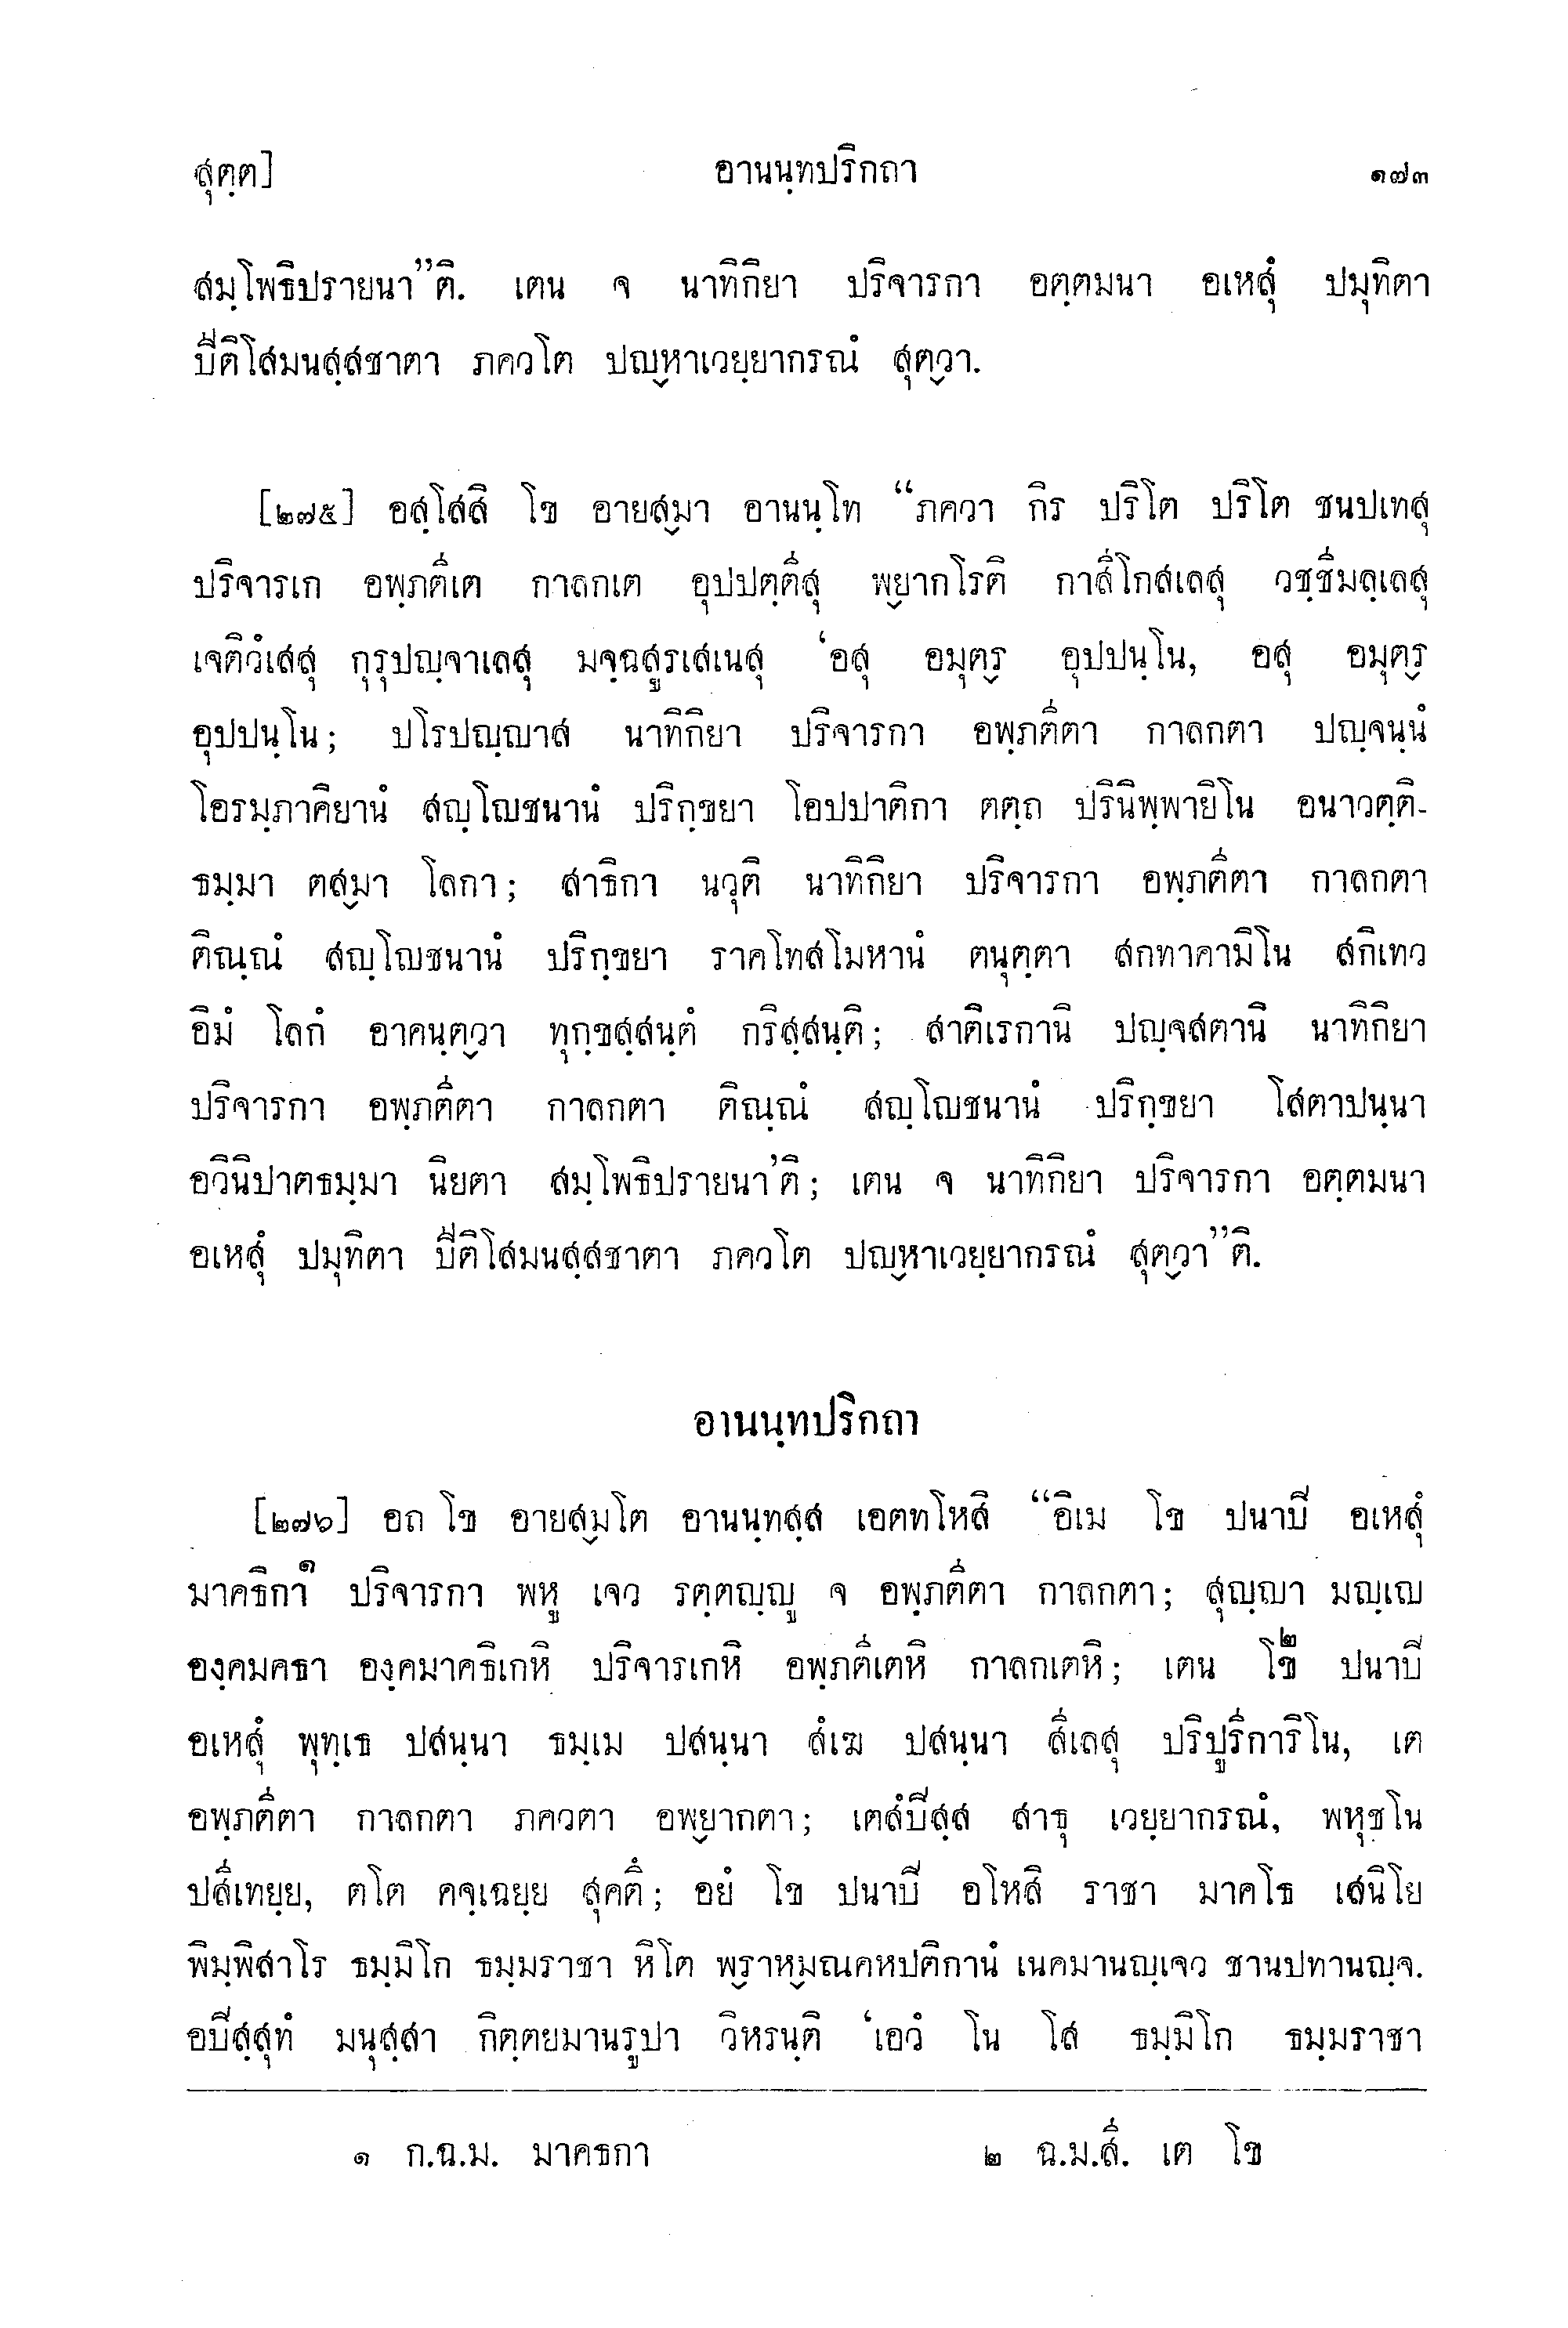 สุตฺต] อานนฺทปริกถา ๑๗๓
สมฺโพธิปรายนา”ติ. เตน จ นาทิกิยา ปริจารกา อตฺตมนา อเหสุํ ปมุทิตา
ปีติโสมนสฺสชาตา ภควโต ปญฺหาเวยฺยากรณํ สุตฺวา.
[๒๗๕] อสฺโสสิ โข อายสฺมา อานนฺโท “ภควา กิร ปริโต ปริโต ชนปเทสุ
ปริจารเก อพฺภตีเต กาลกเต อุปปตฺตีสุ พฺยากโรติ กาสีโกสเลสุ วชฺชีมลฺเลสุ
เจติวํเสสุ กุรุปญฺจาเลสุ มจฺฉสูรเสเนสุ ‘อสุ อมุตฺร อุปปนฺโน, อสุ อมุตฺร
อุปปนฺโน; ปโรปญฺญาส นาทิกิยา ปริจารกา อพฺภตีตา กาลกตา ปญฺจนฺนํ
โอรมฺภาคิยานํ สญฺโญชนานํ ปริกฺขยา โอปปาติกา ตตฺถ ปรินิพฺพายิโน อนาวตฺติ-
ธมฺมา ตสฺมา โลกา; สาธิกา นวุติ นาทิกิยา ปริจารกา อพฺภตีตา กาลกตา
ติณฺณํ สญฺโญชนานํ ปริกฺขยา ราคโทสโมหานํ ตนุตฺตา สกทาคามิโน สกิเทว
อิมํ โลกํ อาคนฺตฺวา ทุกฺขสฺสนฺตํ กริสฺสนฺติ; สาติเรกานิ ปญฺจสตานิ นาทิกิยา
ปริจารกา อพฺภตีตา กาลกตา ติณฺณํ สญฺโญชนานํ ปริกฺขยา โสตาปนฺนา
อวินิปาตธมฺมา นิยตา สมฺโพธิปรายนา’ติ; เตน จ นาทิกิยา ปริจารกา อตฺตมนา
อเหสุํ ปมุทิตา ปีติโสมนสฺสชาตา ภควโต ปญฺหาเวยฺยากรณํ สุตฺวา”ติ.
อานนฺทปริกถา
[๒๗๖] อถ โข อายสฺมโต อานนฺทสฺส เอตทโหสิ “อิเม โข ปนาปิ อเหสุํ
มาคธิกา๑ ปริจารกา พหู เจว รตฺตญฺญู จ อพฺภตีตา กาลกตา; สุญฺญา มญฺเญ
องฺคมคธา องฺคมาคธิเกหิ ปริจารเกหิ อพฺภตีเตหิ กาลกเตหิ; เตน โข๒ ปนาปิ
อเหสุํ พุทฺเธ ปสนฺนา ธมฺเม ปสนฺนา สํเฆ ปสนฺนา สีเลสุ ปริปูรีการิโน, เต
อพฺภตีตา กาลกตา ภควตา อพฺยากตา; เตสํปิสฺส สาธุ เวยฺยากรณํ, พหุชโน
ปสีเทยฺย, ตโต คจฺเฉยฺย สุคตึ; อยํ โข ปนาปิ อโหสิ ราชา มาคโธ เสนิโย
พิมฺพิสาโร ธมฺมิโก ธมฺมราชา หิโต พฺราหฺมณคหปติกานํ เนคมานญฺเจว ชานปทานญฺจ.
อปิสฺสุทํ มนุสฺสา กิตฺตยมานรูปา วิหรนฺติ ‘เอวํ โน โส ธมฺมิโก ธมฺมราชา
๑ ก.ฉ.ม. มาคธกา ๒ ฉ.ม.สี. เต โข